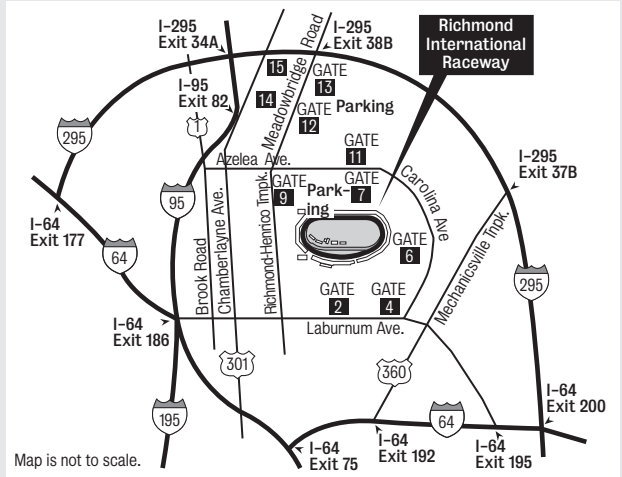 I-295
Exit 34A
Meadowbridge Road
I-295
Exit 38B
Richmond
International
Raceway
15
GATE
13
I-95
Exit 82
14
GATE
12
Parking
1
295
GATE
11
Azelea Ave.
I-295
Exit 37B
GATE
9
Park-
ing
GATE
7
Carolina Ave
95
I-64
Exit 177
64
Brook Road
Chamberlayne Ave.
Richmond-Henrico Tnpk.
GATE
6
Mechanicsville Tnpk.
295
GATE
2
GATE
4
I-64
Exit 186
Laburnum Ave.
301
360
I-64
Exit 200
195
64
I-64
Exit 75
I-64
Exit 192
I-64
Exit 195
Map is not to scale.